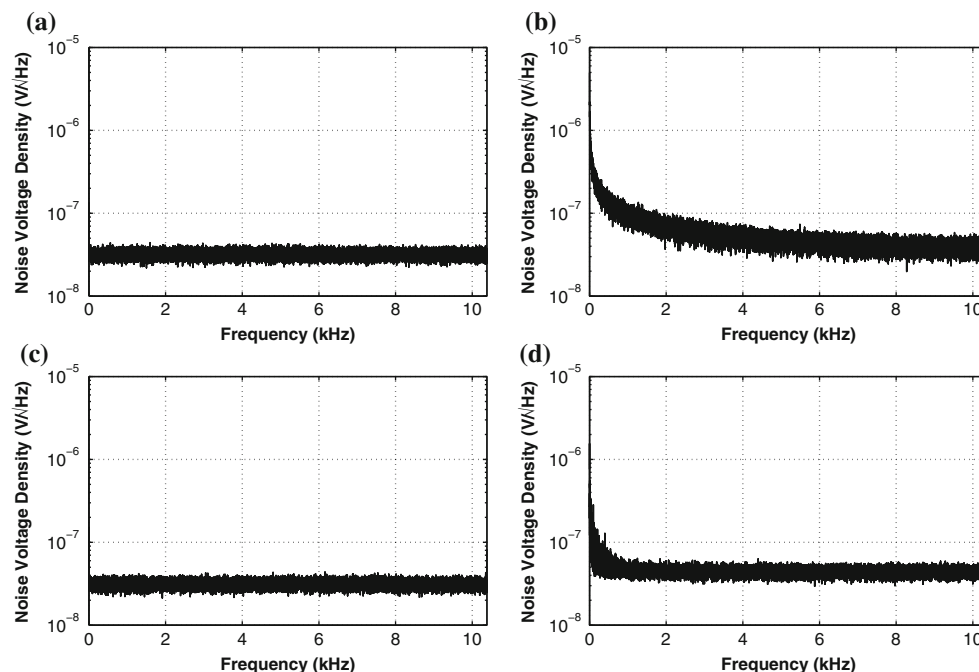 (a)
Noise Voltage Density (V/√Hz)
10⁻⁵
10⁻⁶
10⁻⁷
10⁻⁸
0 2 4 6 8 10
Frequency (kHz)
(b)
Noise Voltage Density (V/√Hz)
10⁻⁵
10⁻⁶
10⁻⁷
10⁻⁸
0 2 4 6 8 10
Frequency (kHz)
(c)
Noise Voltage Density (V/√Hz)
10⁻⁵
10⁻⁶
10⁻⁷
10⁻⁸
0 2 4 6 8 10
Frequency (kHz)
(d)
Noise Voltage Density (V/√Hz)
10⁻⁵
10⁻⁶
10⁻⁷
10⁻⁸
0 2 4 6 8 10
Frequency (kHz)